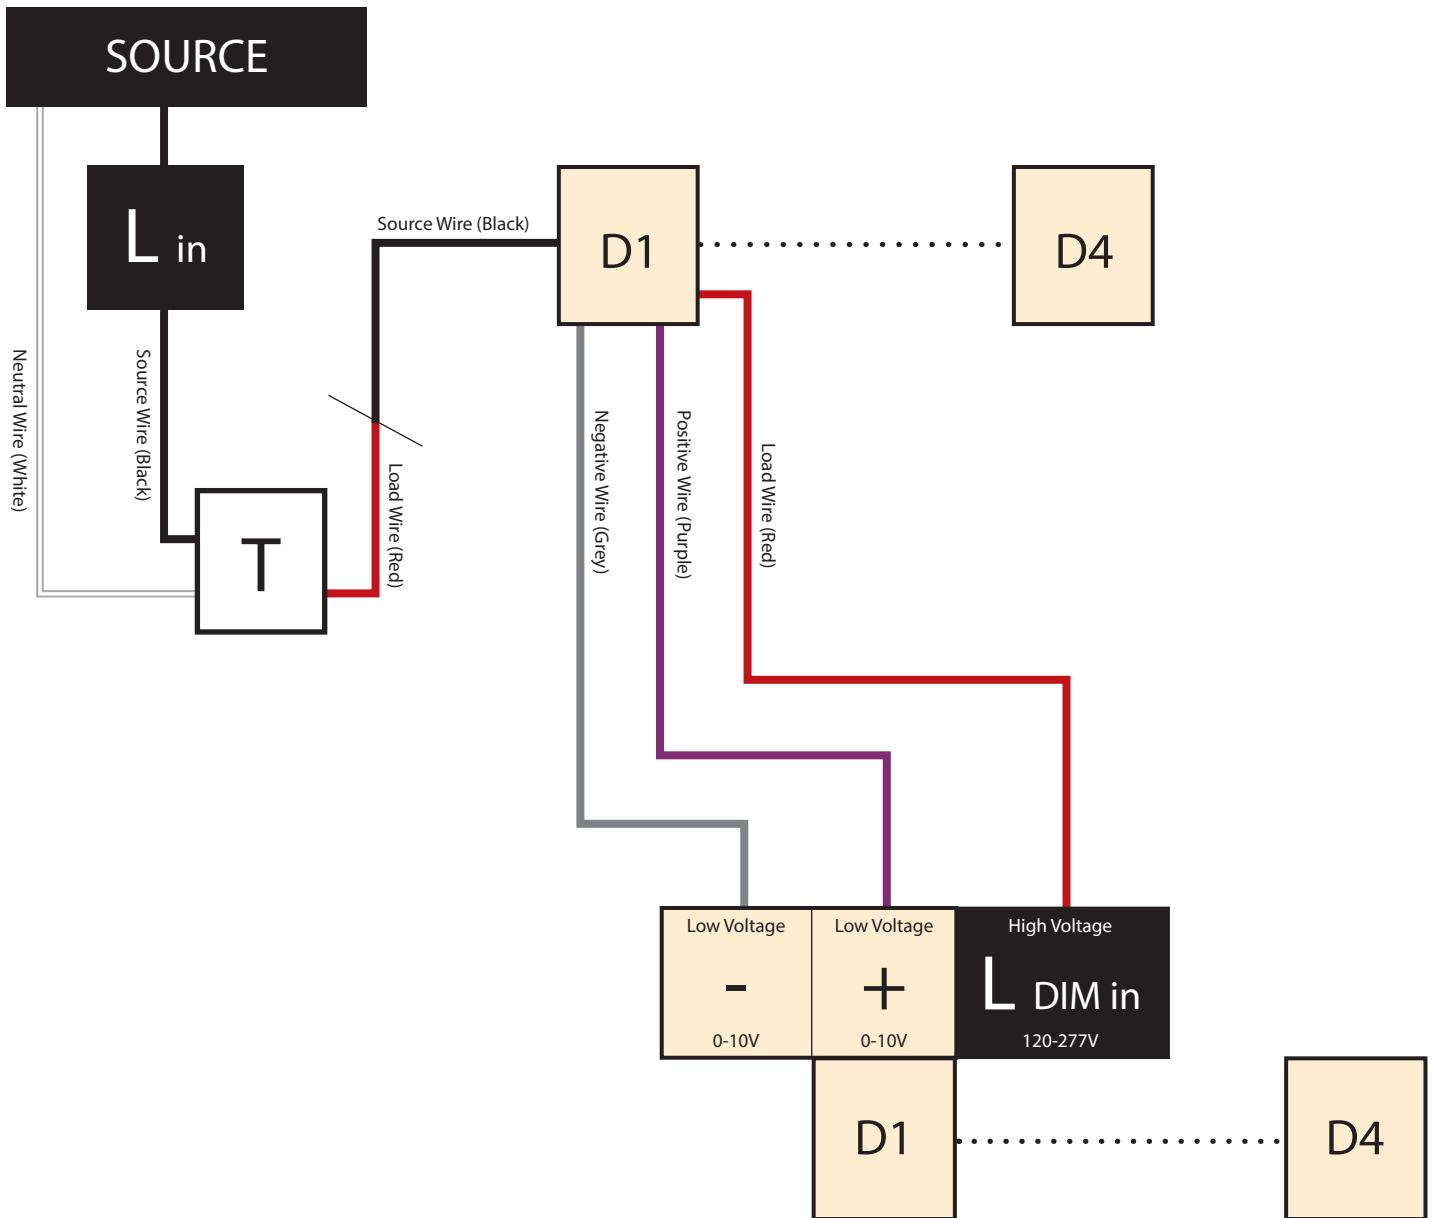 SOURCE
L in
Source Wire (Black)
D1
D4
Neutral Wire (White)
Source Wire (Black)
Load Wire (Red)
Negative Wire (Grey)
Positive Wire (Purple)
Load Wire (Red)
T
Low Voltage
-
0-10V
Low Voltage
+
0-10V
High Voltage
L DIM in
120-277V
D1
D4